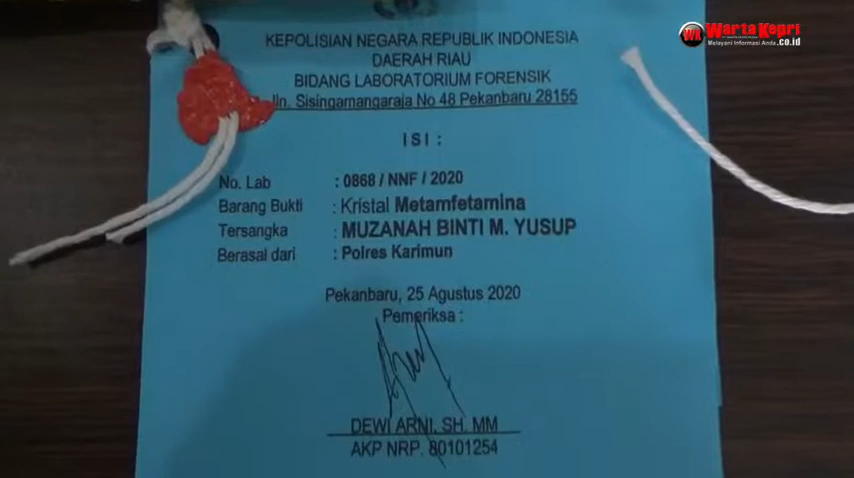 WartaKepri
Melayani Informasi Anda .co.id
KEPOLISIAN NEGARA REPUBLIK INDONESIA
DAERAH RIAU
BIDANG LABORATORIUM FORENSIK
Jln. Sisingamangaraja No 48 Pekanbaru 28155
ISI :
No. Lab : 0868 / NNF / 2020
Barang Bukti : Kristal Metamfetamina
Tersangka : MUZANAH BINTI M. YUSUP
Berasal dari : Polres Karimun
Pekanbaru, 25 Agustus 2020
Pemeriksa :
DEWI ARNI, SH. MM
AKP NRP. 80101254